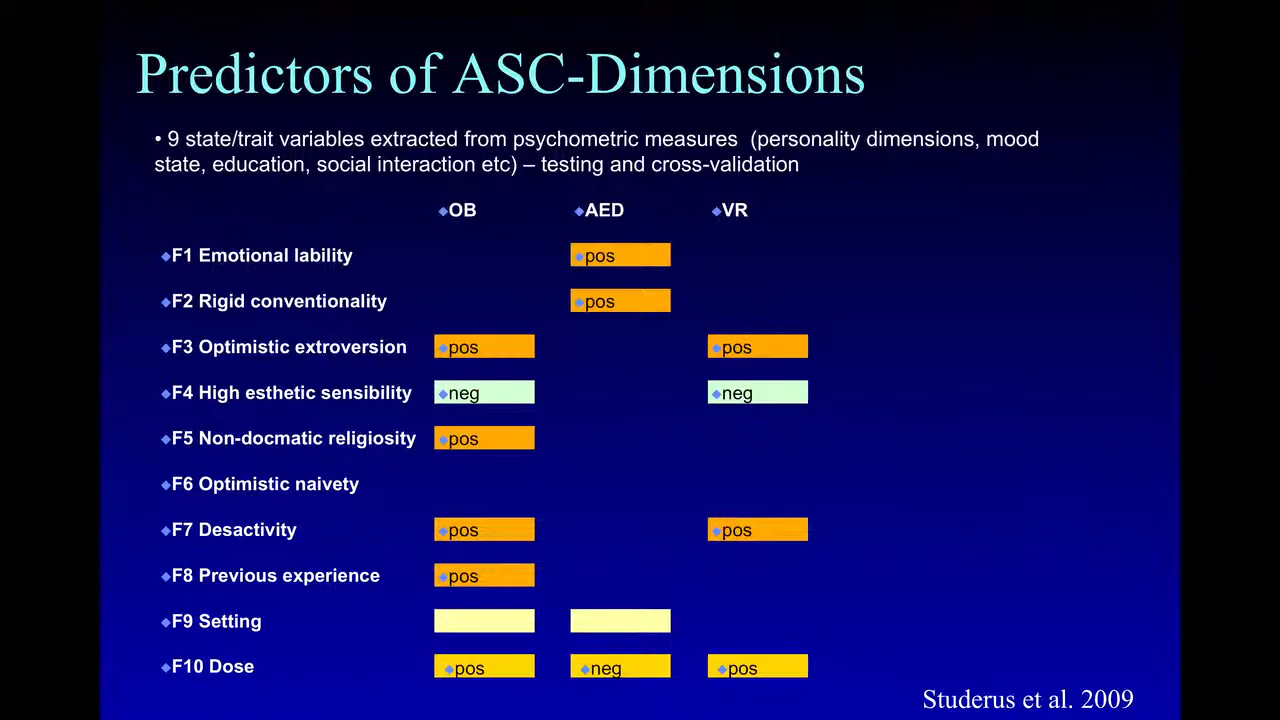 Predictors of ASC-Dimensions
• 9 state/trait variables extracted from psychometric measures (personality dimensions, mood
state, education, social interaction etc) – testing and cross-validation
◆OB ◆AED ◆VR
◆F1 Emotional lability ◆pos
◆F2 Rigid conventionality ◆pos
◆F3 Optimistic extroversion ◆pos ◆pos
◆F4 High esthetic sensibility ◆neg ◆neg
◆F5 Non-docmatic religiosity ◆pos
◆F6 Optimistic naivety
◆F7 Desactivity ◆pos ◆pos
◆F8 Previous experience ◆pos
◆F9 Setting
◆F10 Dose ◆pos ◆neg ◆pos
Studerus et al. 2009